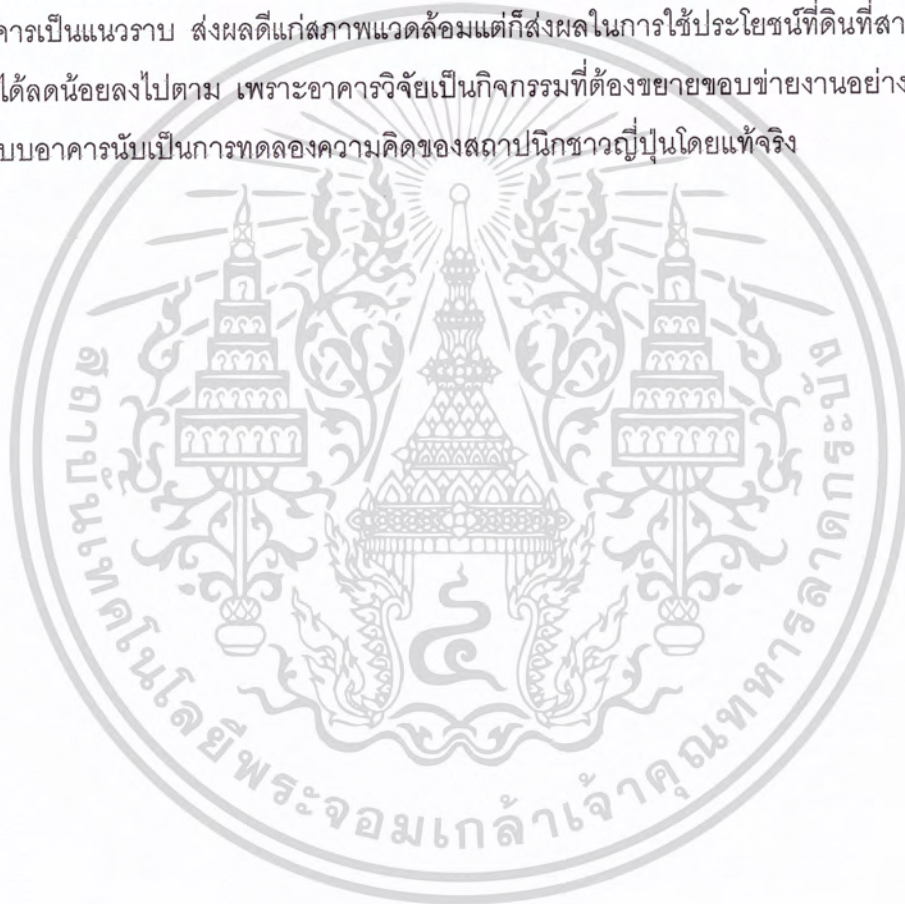 คารเป็นแนวราบ ส่งผลดีแก่สภาพแวดล้อมแต่ก็ส่งผลในการใช้ประโยชน์ที่ดินที่สา
ได้ลดน้อยลงไปตาม เพราะอาคารวิจัยเป็นกิจกรรมที่ต้องขยายขอบข่ายงานอย่าง
บบอาคารนับเป็นการทดลองความคิดของสถาปนิกชาวญี่ปุ่นโดยแท้จริง
สถาบันเทคโนโลยีพระจอมเกล้าเจ้าคุณทหารลาดกระบัง
๔